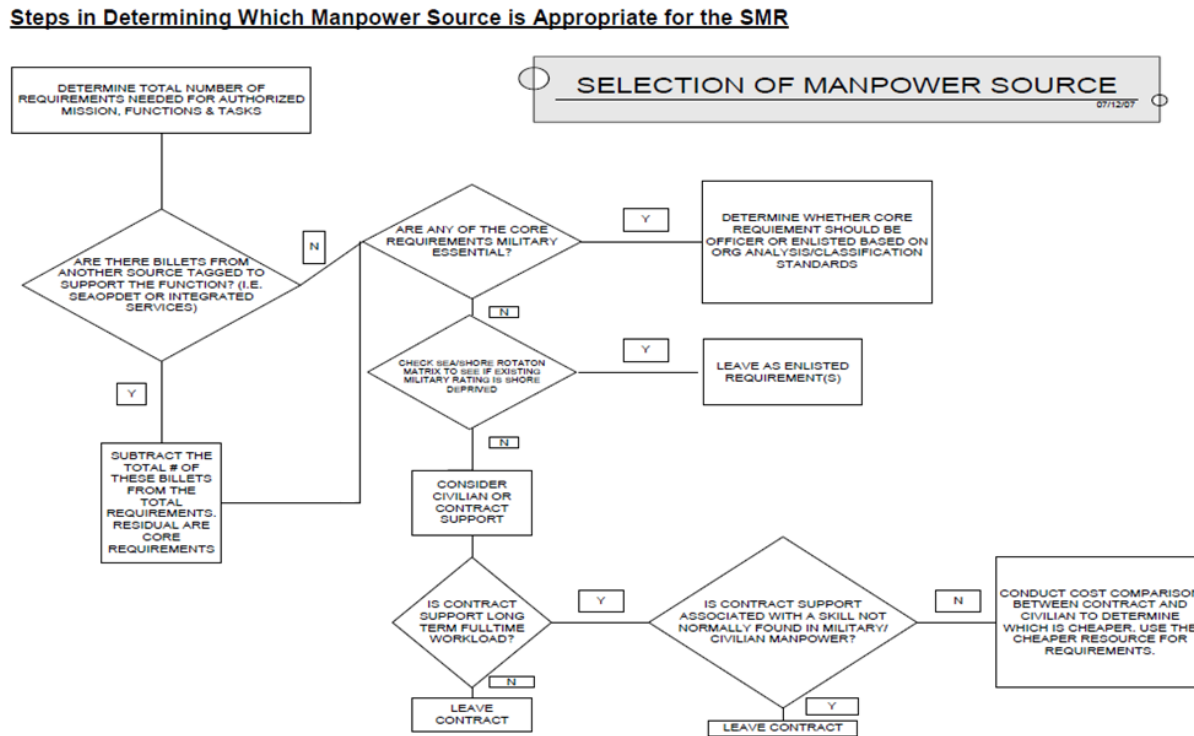 Steps in Determining Which Manpower Source is Appropriate for the SMR
SELECTION OF MANPOWER SOURCE
07/12/07
DETERMINE TOTAL NUMBER OF
REQUIREMENTS NEEDED FOR AUTHORIZED
MISSION, FUNCTIONS & TASKS
ARE THERE BILLETS FROM
ANOTHER SOURCE TAGGED TO
SUPPORT THE FUNCTION? (I.E.
SEAOPDET OR INTEGRATED
SERVICES)
N
Y
SUBTRACT THE
TOTAL # OF
THESE BILLETS
FROM THE
TOTAL
REQUIREMENTS.
RESIDUAL ARE
CORE
REQUIREMENTS
ARE ANY OF THE CORE
REQUIREMENTS MILITARY
ESSENTIAL?
Y
DETERMINE WHETHER CORE
REQUIEMENT SHOULD BE
OFFICER OR ENLISTED BASED ON
ORG ANALYSIS/CLASSIFICATION
STANDARDS
N
CHECK SEA/SHORE ROTATON
MATRIX TO SEE IF EXISTING
MILITARY RATING IS SHORE
DEPRIVED
Y
LEAVE AS ENLISTED
REQUIREMENT(S)
N
CONSIDER
CIVILIAN OR
CONTRACT
SUPPORT
IS CONTRACT
SUPPORT LONG
TERM FULLTIME
WORKLOAD?
Y
N
LEAVE
CONTRACT
IS CONTRACT SUPPORT
ASSOCIATED WITH A SKILL NOT
NORMALLY FOUND IN MILITARY/
CIVILIAN MANPOWER?
N
Y
LEAVE CONTRACT
CONDUCT COST COMPARISON
BETWEEN CONTRACT AND
CIVILIAN TO DETERMINE
WHICH IS CHEAPER. USE THE
CHEAPER RESOURCE FOR
REQUIREMENTS.